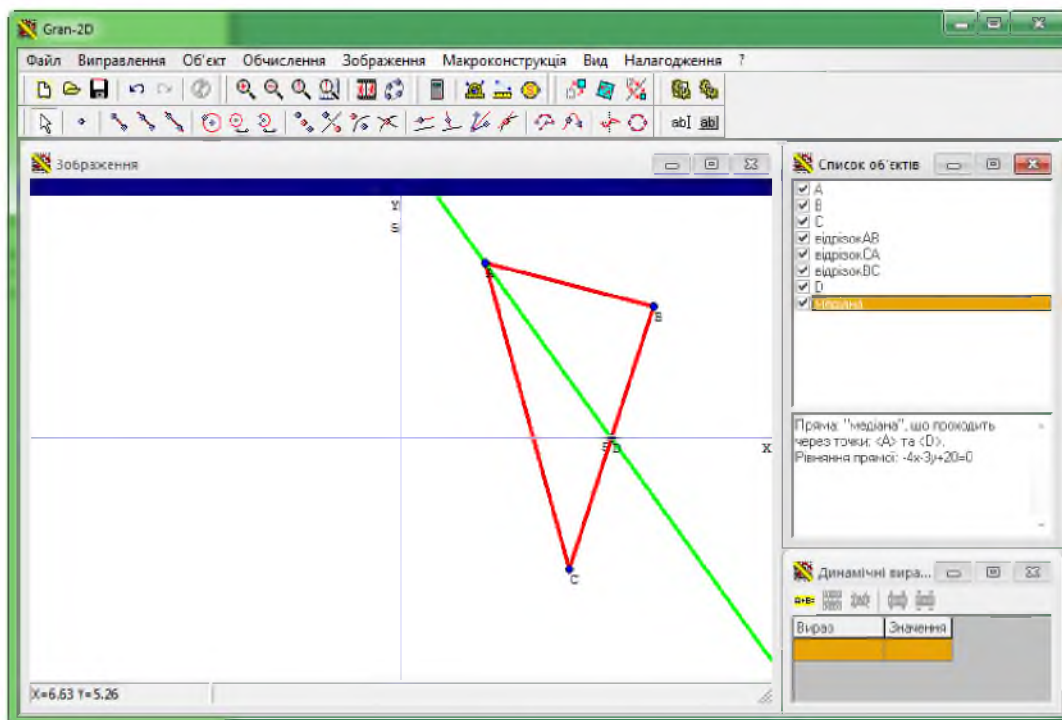 Gran-2D
Файл Виправлення Об'єкт Обчислення Зображення Макроконструкція Вид Налагодження ?
abI ab|
Зображення
Y
5
A
B
5 D
X
C
X=6.63 Y=5.26
Список об'єктів
A
B
C
відрізокAB
відрізокCA
відрізокBC
D
медіана
Пряма: "медіана", що проходить
через точки: <A> та <D>,
Рівняння прямої: -4x-3y+20=0
Динамічні вира...
A+B=
Вираз Значення